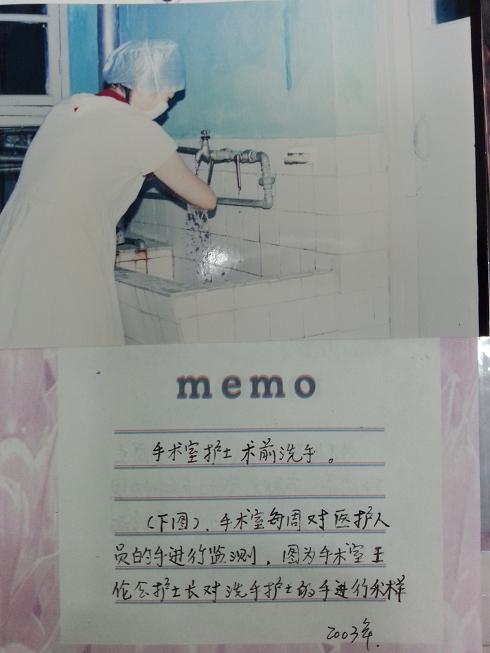 memo
手术室护士术前洗手。
(下图)、手术室每周对医护人
员的手进行监测,图为手术室王
伦会护士长对洗手护士的手进行采样
2003年.